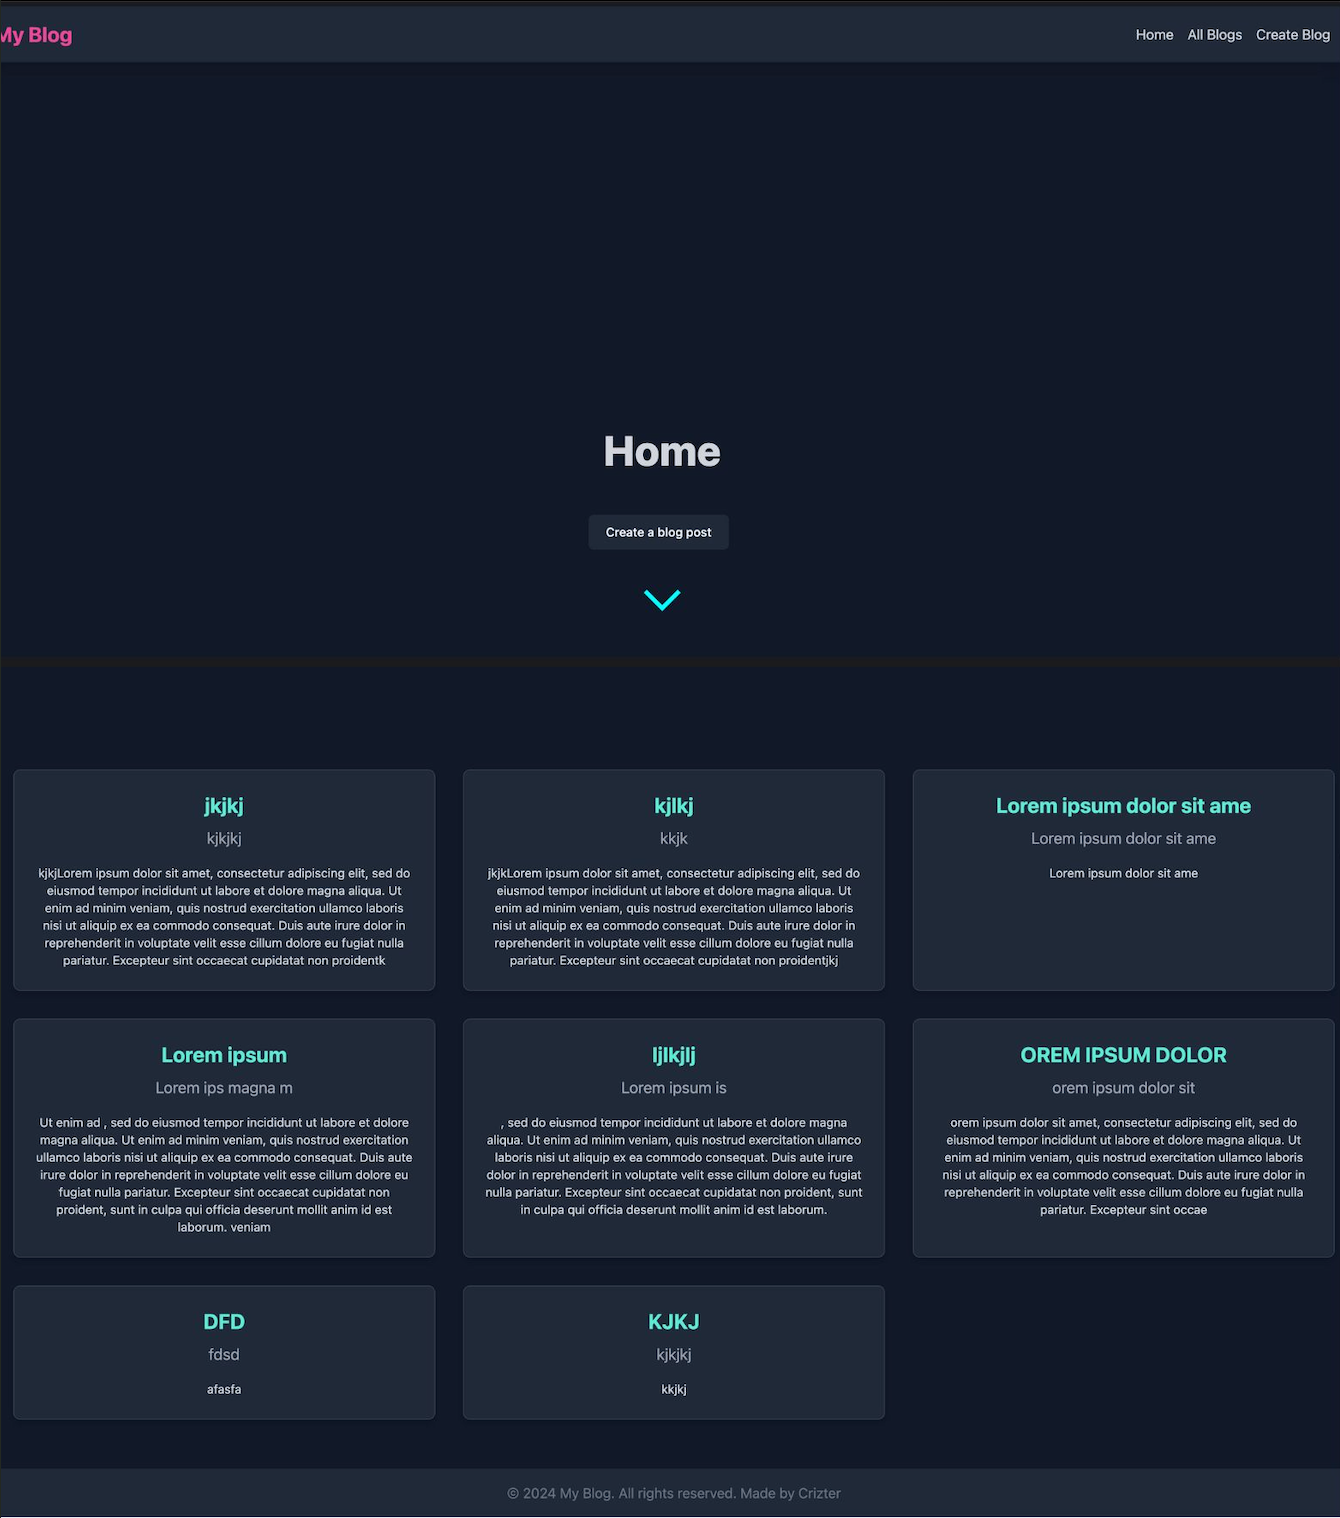 My Blog
Home All Blogs Create Blog
Home
Create a blog post
jkjkj
kjkjkj
kjkjLorem ipsum dolor sit amet, consectetur adipiscing elit, sed do
eiusmod tempor incididunt ut labore et dolore magna aliqua. Ut
enim ad minim veniam, quis nostrud exercitation ullamco laboris
nisi ut aliquip ex ea commodo consequat. Duis aute irure dolor in
reprehenderit in voluptate velit esse cillum dolore eu fugiat nulla
pariatur. Excepteur sint occaecat cupidatat non proidentk
kjlkj
kkjk
jkjkLorem ipsum dolor sit amet, consectetur adipiscing elit, sed do
eiusmod tempor incididunt ut labore et dolore magna aliqua. Ut
enim ad minim veniam, quis nostrud exercitation ullamco laboris
nisi ut aliquip ex ea commodo consequat. Duis aute irure dolor in
reprehenderit in voluptate velit esse cillum dolore eu fugiat nulla
pariatur. Excepteur sint occaecat cupidatat non proidentjkj
Lorem ipsum dolor sit ame
Lorem ipsum dolor sit ame
Lorem ipsum dolor sit ame
Lorem ipsum
Lorem ips magna m
Ut enim ad , sed do eiusmod tempor incididunt ut labore et dolore
magna aliqua. Ut enim ad minim veniam, quis nostrud exercitation
ullamco laboris nisi ut aliquip ex ea commodo consequat. Duis aute
irure dolor in reprehenderit in voluptate velit esse cillum dolore eu
fugiat nulla pariatur. Excepteur sint occaecat cupidatat non
proident, sunt in culpa qui officia deserunt mollit anim id est
laborum. veniam
ljlkjlj
Lorem ipsum is
, sed do eiusmod tempor incididunt ut labore et dolore magna
aliqua. Ut enim ad minim veniam, quis nostrud exercitation ullamco
laboris nisi ut aliquip ex ea commodo consequat. Duis aute irure
dolor in reprehenderit in voluptate velit esse cillum dolore eu fugiat
nulla pariatur. Excepteur sint occaecat cupidatat non proident, sunt
in culpa qui officia deserunt mollit anim id est laborum.
OREM IPSUM DOLOR
orem ipsum dolor sit
orem ipsum dolor sit amet, consectetur adipiscing elit, sed do
eiusmod tempor incididunt ut labore et dolore magna aliqua. Ut
enim ad minim veniam, quis nostrud exercitation ullamco laboris
nisi ut aliquip ex ea commodo consequat. Duis aute irure dolor in
reprehenderit in voluptate velit esse cillum dolore eu fugiat nulla
pariatur. Excepteur sint occae
DFD
fdsd
afasfa
KJKJ
kjkjkj
kkjkj
© 2024 My Blog. All rights reserved. Made by Crizter